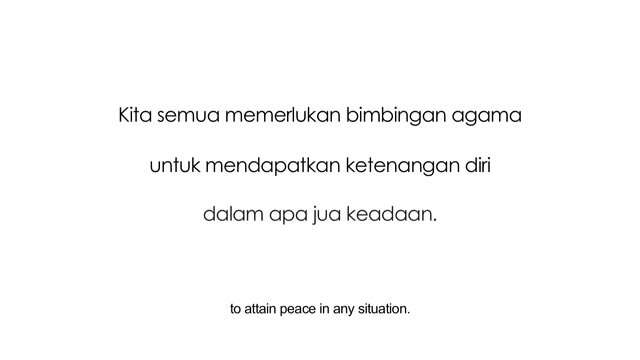 Kita semua memerlukan bimbingan agama
untuk mendapatkan ketenangan diri
dalam apa jua keadaan.
to attain peace in any situation.